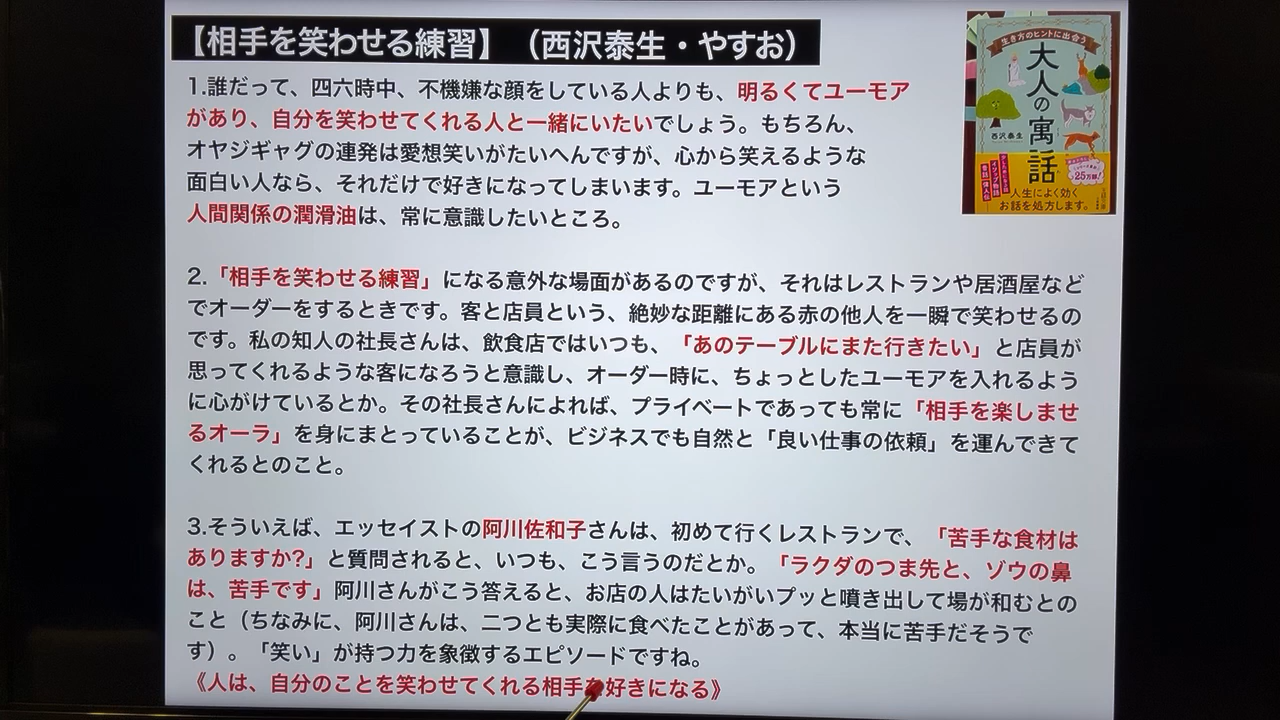 【相手を笑わせる練習】（西沢泰生・やすお）
1.誰だって、四六時中、不機嫌な顔をしている人よりも、明るくてユーモア
があり、自分を笑わせてくれる人と一緒にいたいでしょう。もちろん、
オヤジギャグの連発は愛想笑いがたいへんですが、心から笑えるような
面白い人なら、それだけで好きになってしまいます。ユーモアという
人間関係の潤滑油は、常に意識したいところ。
2.「相手を笑わせる練習」になる意外な場面があるのですが、それはレストランや居酒屋など
でオーダーをするときです。客と店員という、絶妙な距離にある赤の他人を一瞬で笑わせるの
です。私の知人の社長さんは、飲食店ではいつも、「あのテーブルにまた行きたい」と店員が
思ってくれるような客になろうと意識し、オーダー時に、ちょっとしたユーモアを入れるよう
に心がけているとか。その社長さんによれば、プライベートであっても常に「相手を楽しませ
るオーラ」を身にまとっていることが、ビジネスでも自然と「良い仕事の依頼」を運んできて
くれるとのこと。
3.そういえば、エッセイストの阿川佐和子さんは、初めて行くレストランで、「苦手な食材は
ありますか?」と質問されると、いつも、こう言うのだとか。「ラクダのつま先と、ゾウの鼻
は、苦手です」阿川さんがこう答えると、お店の人はたいがいプッと噴き出して場が和むとの
こと（ちなみに、阿川さんは、二つとも実際に食べたことがあって、本当に苦手だそうで
す）。「笑い」が持つ力を象徴するエピソードですね。
《人は、自分のことを笑わせてくれる相手を好きになる》
生き方のヒントに出会う
大人の寓話
西沢泰生
25万部!
人生によく効く
お話を処方します。